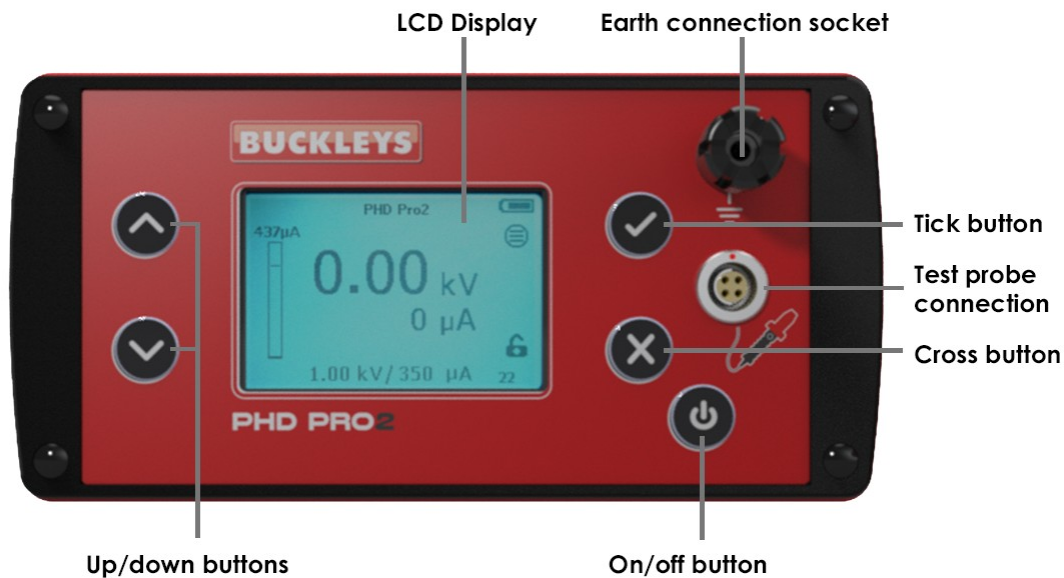 LCD Display
Earth connection socket
BUCKLEYS
PHD Pro2
437µA
0.00 kV
0 µA
1.00 kV/350 µA 22
PHD PRO2
Tick button
Test probe
connection
Cross button
Up/down buttons
On/off button